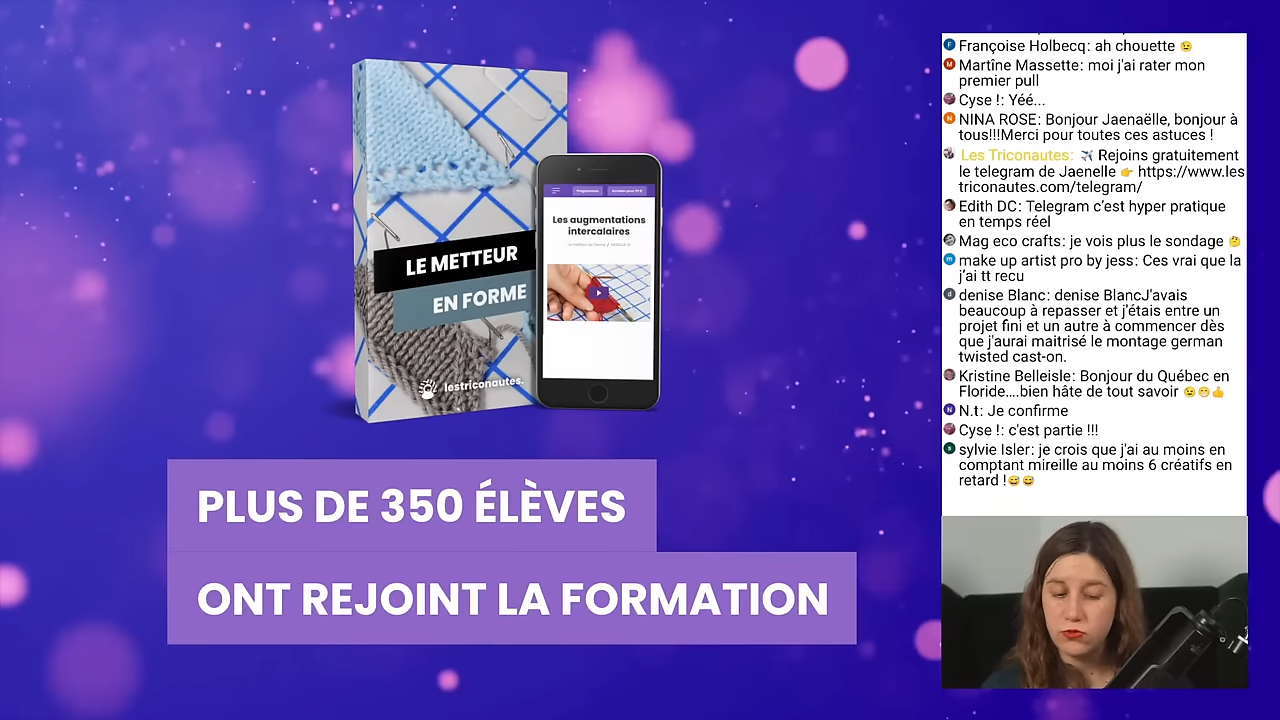 LE METTEUR
EN FORME
lestriconautes.
Les augmentations
intercalaires
PLUS DE 350 ÉLÈVES
ONT REJOINT LA FORMATION
Françoise Holbecq: ah chouette 😉
Martîne Massette: moi j'ai rater mon
premier pull
Cyse !: Yéé...
NINA ROSE: Bonjour Jaenaëlle, bonjour à
tous!!!Merci pour toutes ces astuces !
Les Triconautes: ✈️ Rejoins gratuitement
le telegram de Jaenelle 👉 https://www.les
triconautes.com/telegram/
Edith DC: Telegram c’est hyper pratique
en temps réel
Mag eco crafts: je vois plus le sondage 🤔
make up artist pro by jess: Ces vrai que la
j’ai tt recu
denise Blanc: denise BlancJ'avais
beaucoup à repasser et j'étais entre un
projet fini et un autre à commencer dès
que j'aurai maitrisé le montage german
twisted cast-on.
Kristine Belleisle: Bonjour du Québec en
Floride....bien hâte de tout savoir 😉😁👍
N.t: Je confirme
Cyse !: c'est partie !!!
sylvie Isler: je crois que j'ai au moins en
comptant mireille au moins 6 créatifs en
retard !😅😅